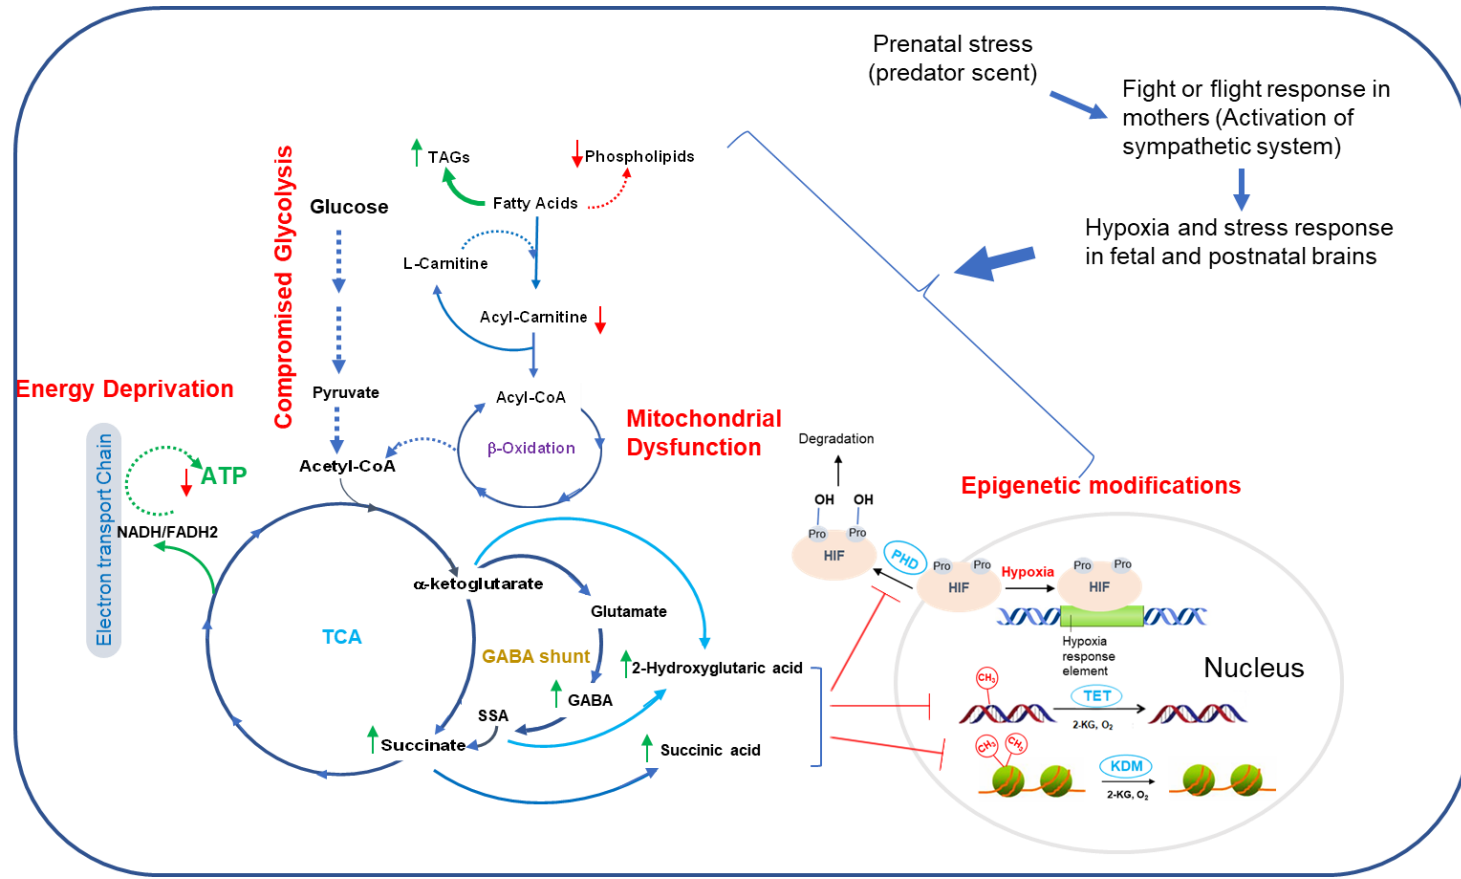 Prenatal stress
(predator scent)
Fight or flight response in
mothers (Activation of
sympathetic system)
Hypoxia and stress response
in fetal and postnatal brains
TAGs
Phospholipids
Fatty Acids
Glucose
Compromised Glycolysis
L-Carnitine
Acyl-Carnitine
Energy Deprivation
Pyruvate
Acyl-CoA
β-Oxidation
Mitochondrial
Dysfunction
Acetyl-CoA
Electron transport Chain
ATP
NADH/FADH2
α-ketoglutarate
Glutamate
TCA
GABA shunt
2-Hydroxyglutaric acid
GABA
SSA
Succinate
Succinic acid
Degradation
OH
OH
Pro
Pro
HIF
PHD
Epigenetic modifications
Pro
Pro
HIF
Hypoxia
Pro
Pro
HIF
Hypoxia
response
element
Nucleus
CH3
TET
2-KG, O2
CH3
CH3
KDM
2-KG, O2